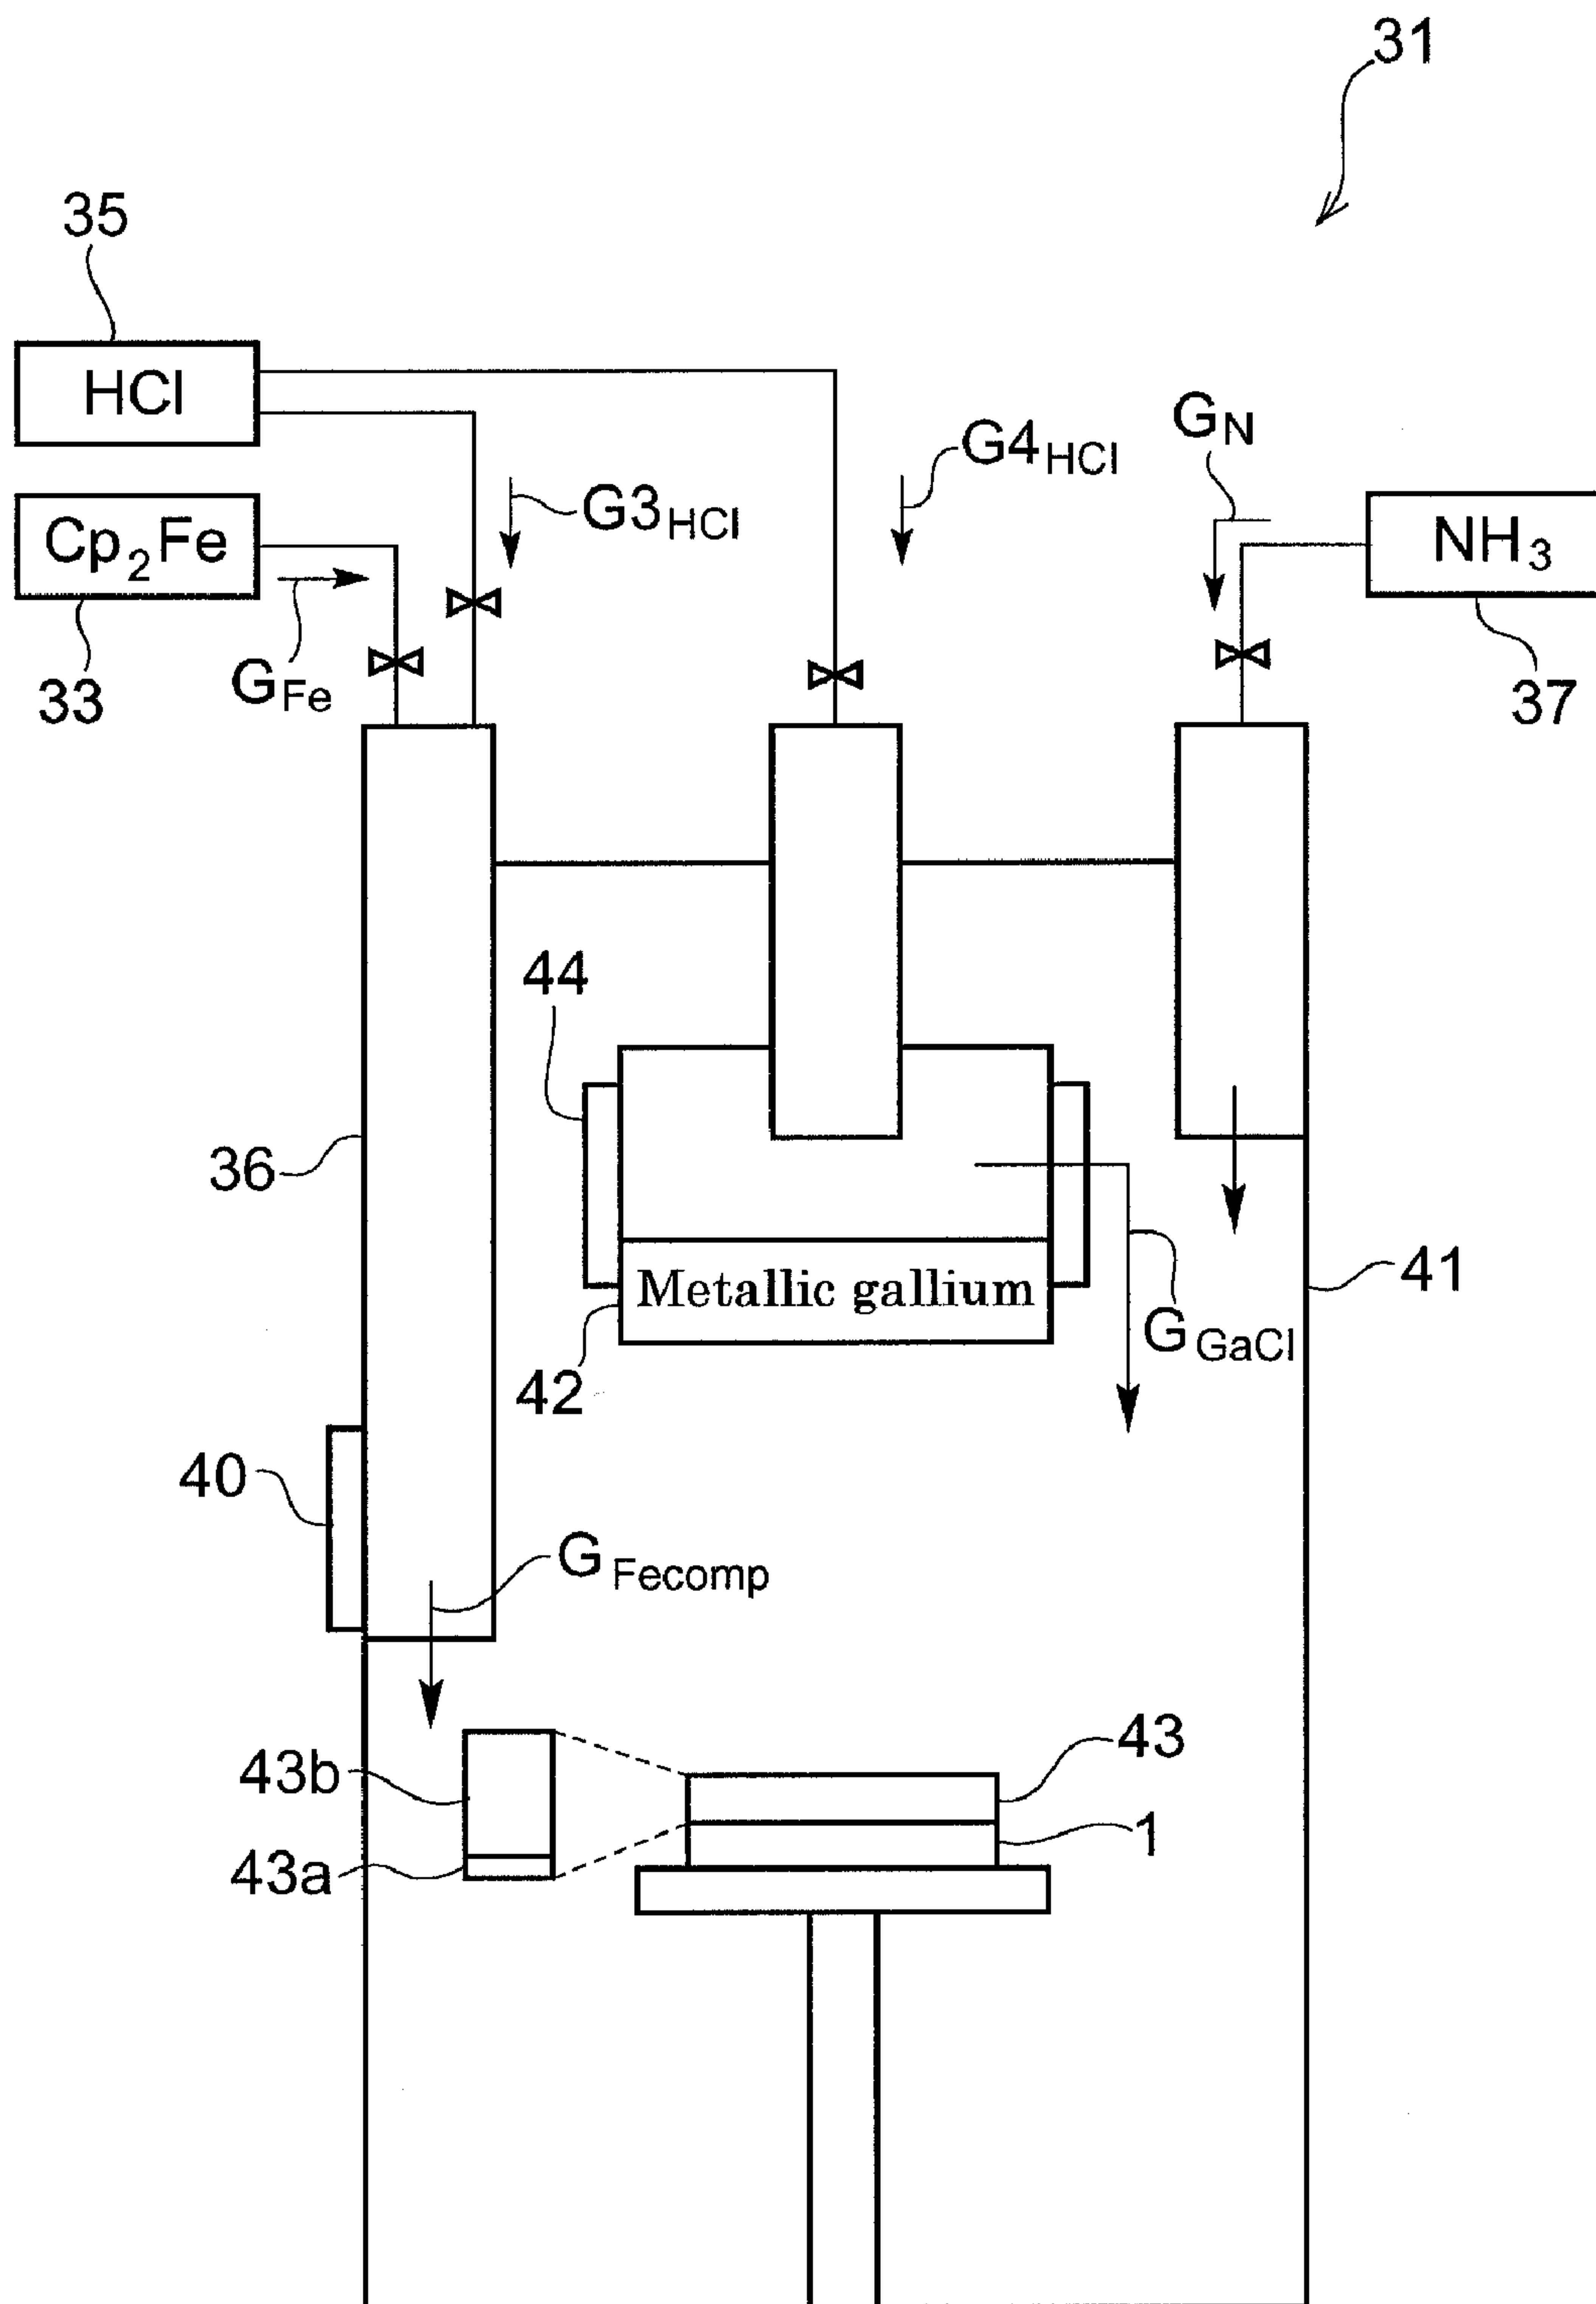 31
35
HCl
G4HCl
GN
G3HCl
Cp2Fe
NH3
GFe
33
37
44
36
41
Metallic gallium
GGaCl
42
40
GFecomp
43
43b
1
43a